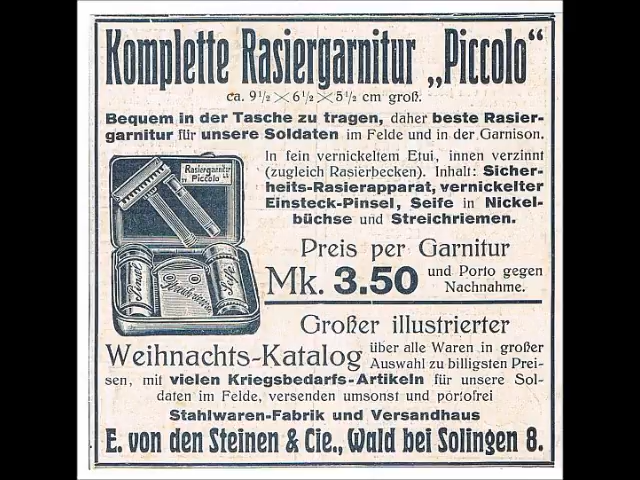 Komplette Rasiergarnitur „Piccolo“
ca. 9½×6½×5½ cm groß.
Bequem in der Tasche zu tragen, daher beste Rasier-
garnitur für unsere Soldaten im Felde und in der Garnison.
In fein vernickeltem Etui, innen verzinnt
(zugleich Rasierbecken). Inhalt: Sicher-
heits-Rasierapparat, vernickelter
Einsteck-Pinsel, Seife in Nickel-
büchse und Streichriemen.
Rasiergarnitur
„Piccolo“
Pinsel
Streichriemen
Seife
Preis per Garnitur
Mk. 3.50 und Porto gegen
Nachnahme.
Großer illustrierter
Weihnachts-Katalog über alle Waren in großer
Auswahl zu billigsten Prei-
sen, mit vielen Kriegsbedarfs-Artikeln für unsere Sol-
daten im Felde, versenden umsonst und portofrei
Stahlwaren-Fabrik und Versandhaus
E. von den Steinen & Cie., Wald bei Solingen 8.